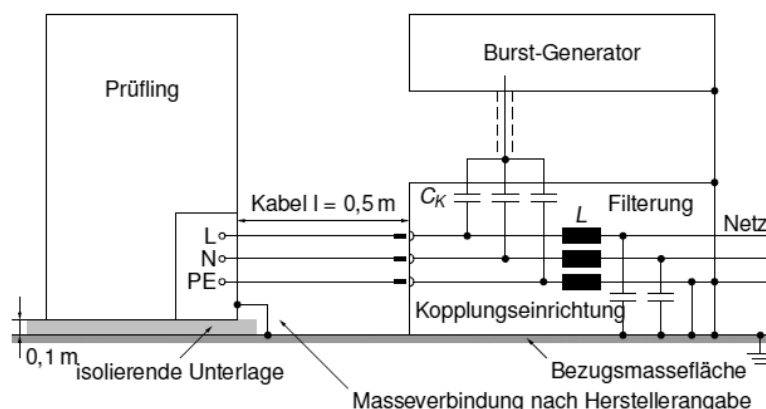 Burst-Generator
Prüfling
Kabel l = 0,5 m
C_K
L
Filterung
L
N
PE
Netz
Kopplungseinrichtung
0,1 m
isolierende Unterlage
Bezugsmassefläche
Masseverbindung nach Herstellerangabe